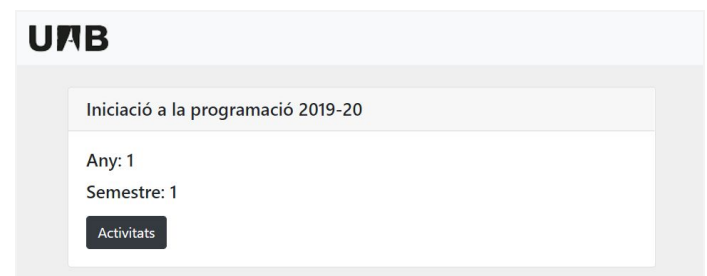 UAB
Iniciació a la programació 2019-20
Any: 1
Semestre: 1
Activitats